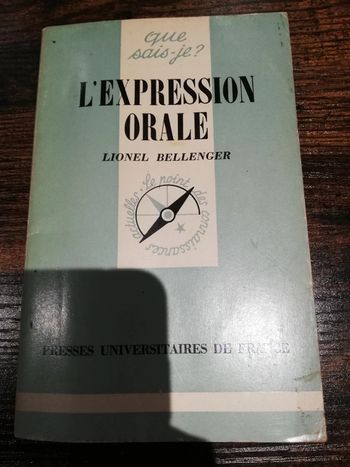 que
sais-je?
L'EXPRESSION
ORALE
LIONEL BELLENGER
Le point des connaissances actuelles
PRESSES UNIVERSITAIRES DE FRANCE